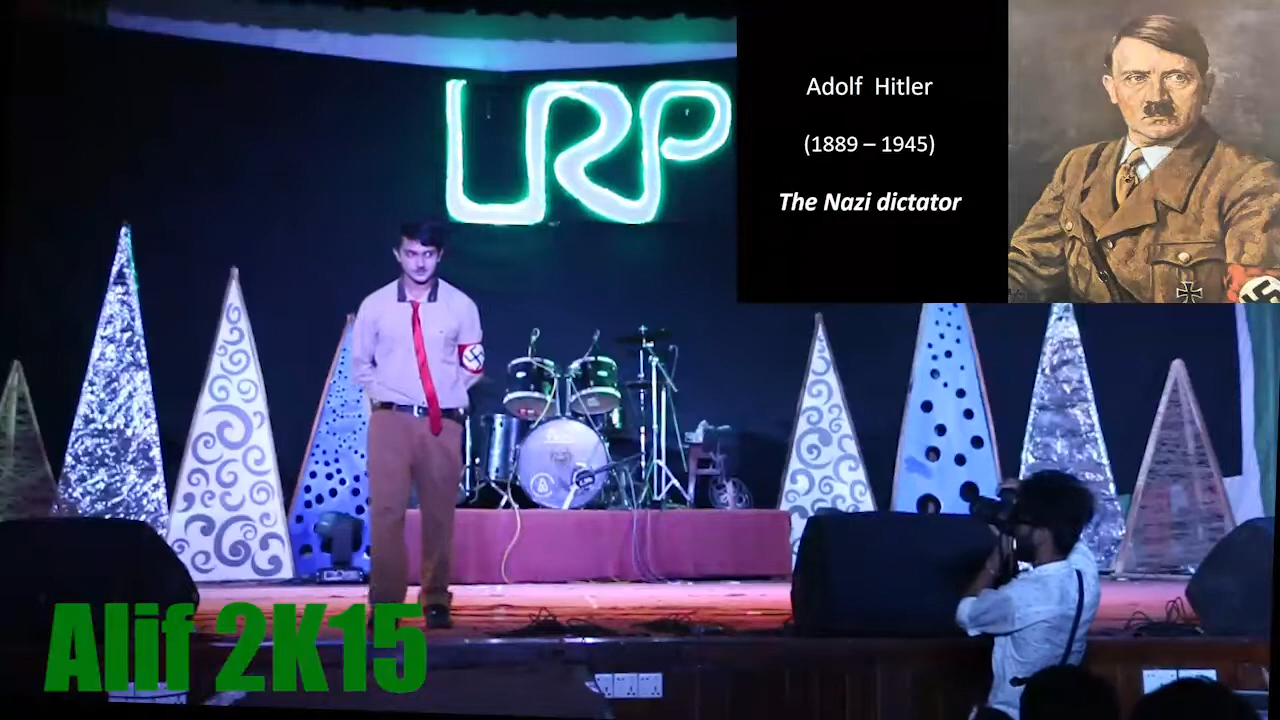 URP
Adolf Hitler
(1889 – 1945)
The Nazi dictator
Alif 2K15